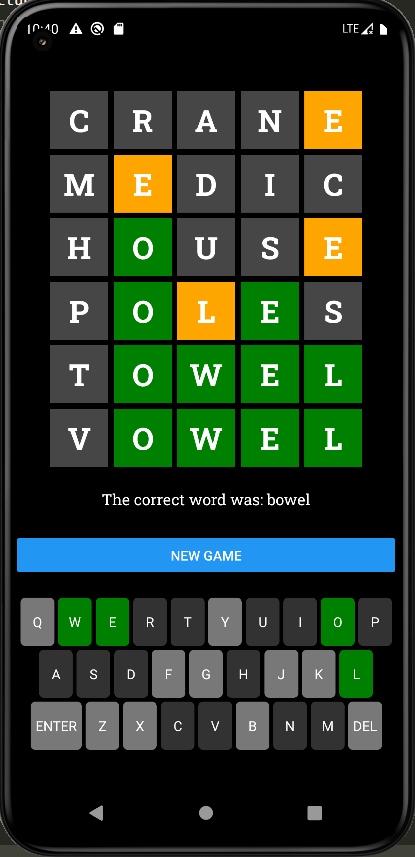 10:40 LTE
C R A N E
M E D I C
H O U S E
P O L E S
T O W E L
V O W E L
The correct word was: bowel
NEW GAME
Q W E R T Y U I O P
A S D F G H J K L
ENTER Z X C V B N M DEL